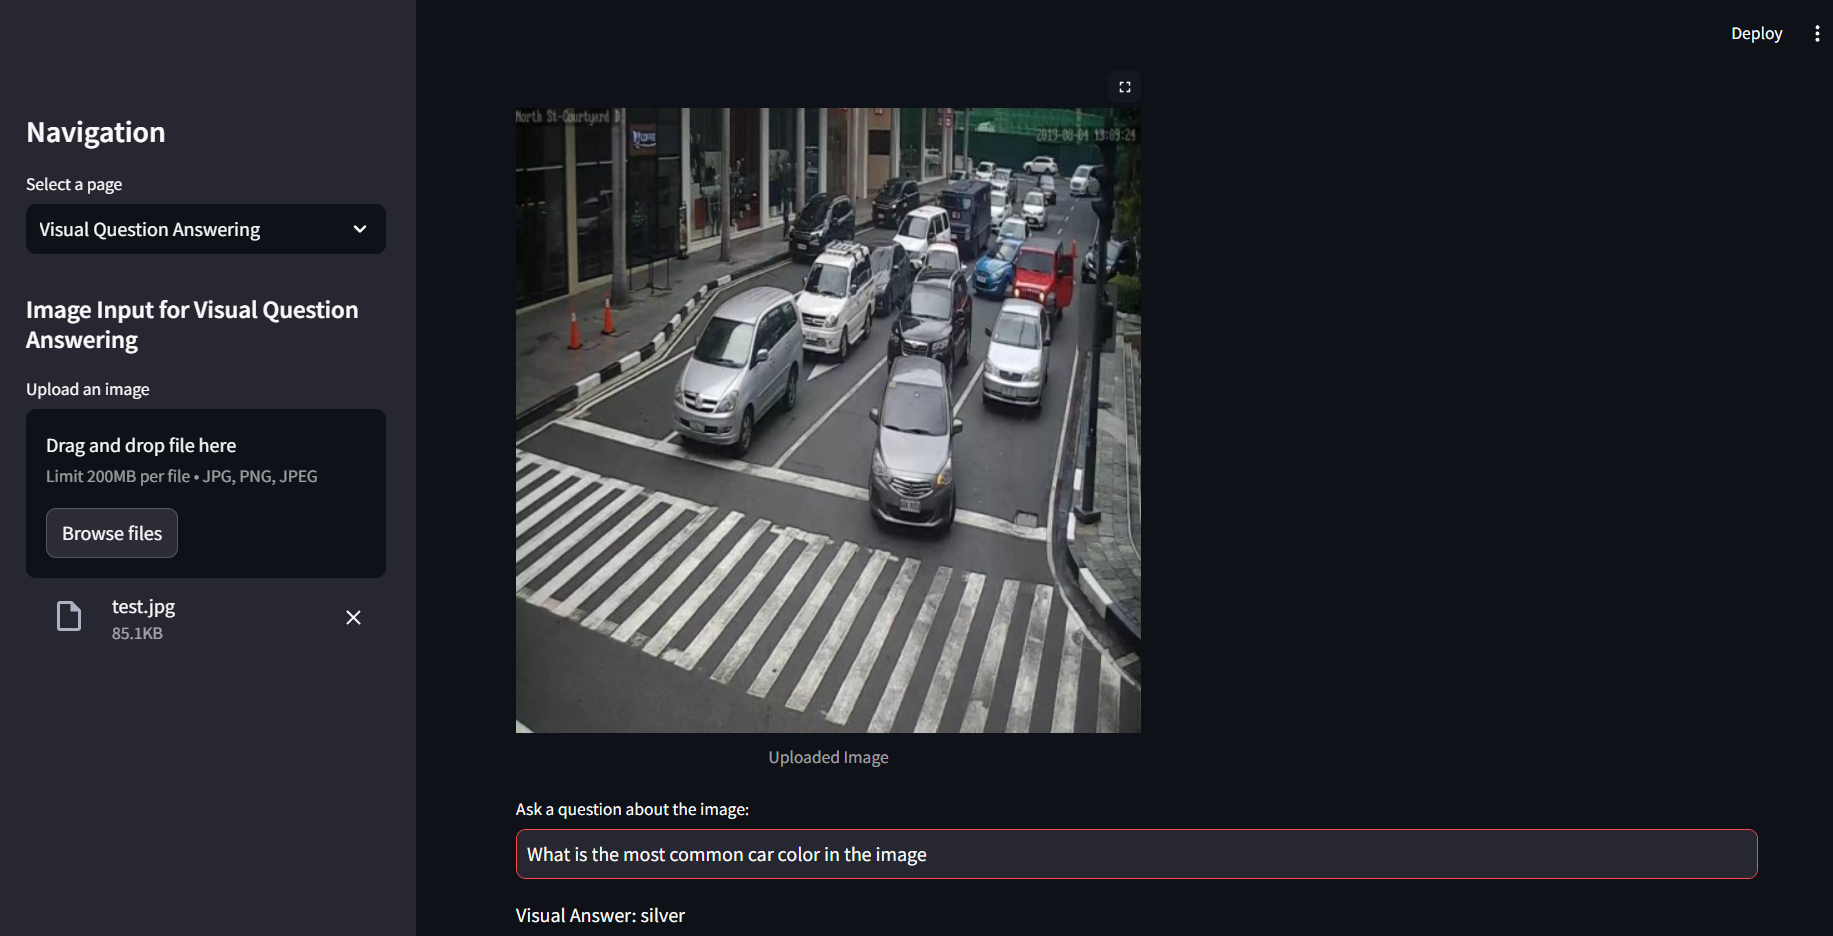 Deploy
Navigation
Select a page
Visual Question Answering
Image Input for Visual Question
Answering
Upload an image
Drag and drop file here
Limit 200MB per file • JPG, PNG, JPEG
Browse files
test.jpg
85.1KB
North St-Courtyard D
2019-08-04 13:09:24
COFFEE
Uploaded Image
Ask a question about the image:
What is the most common car color in the image
Visual Answer: silver